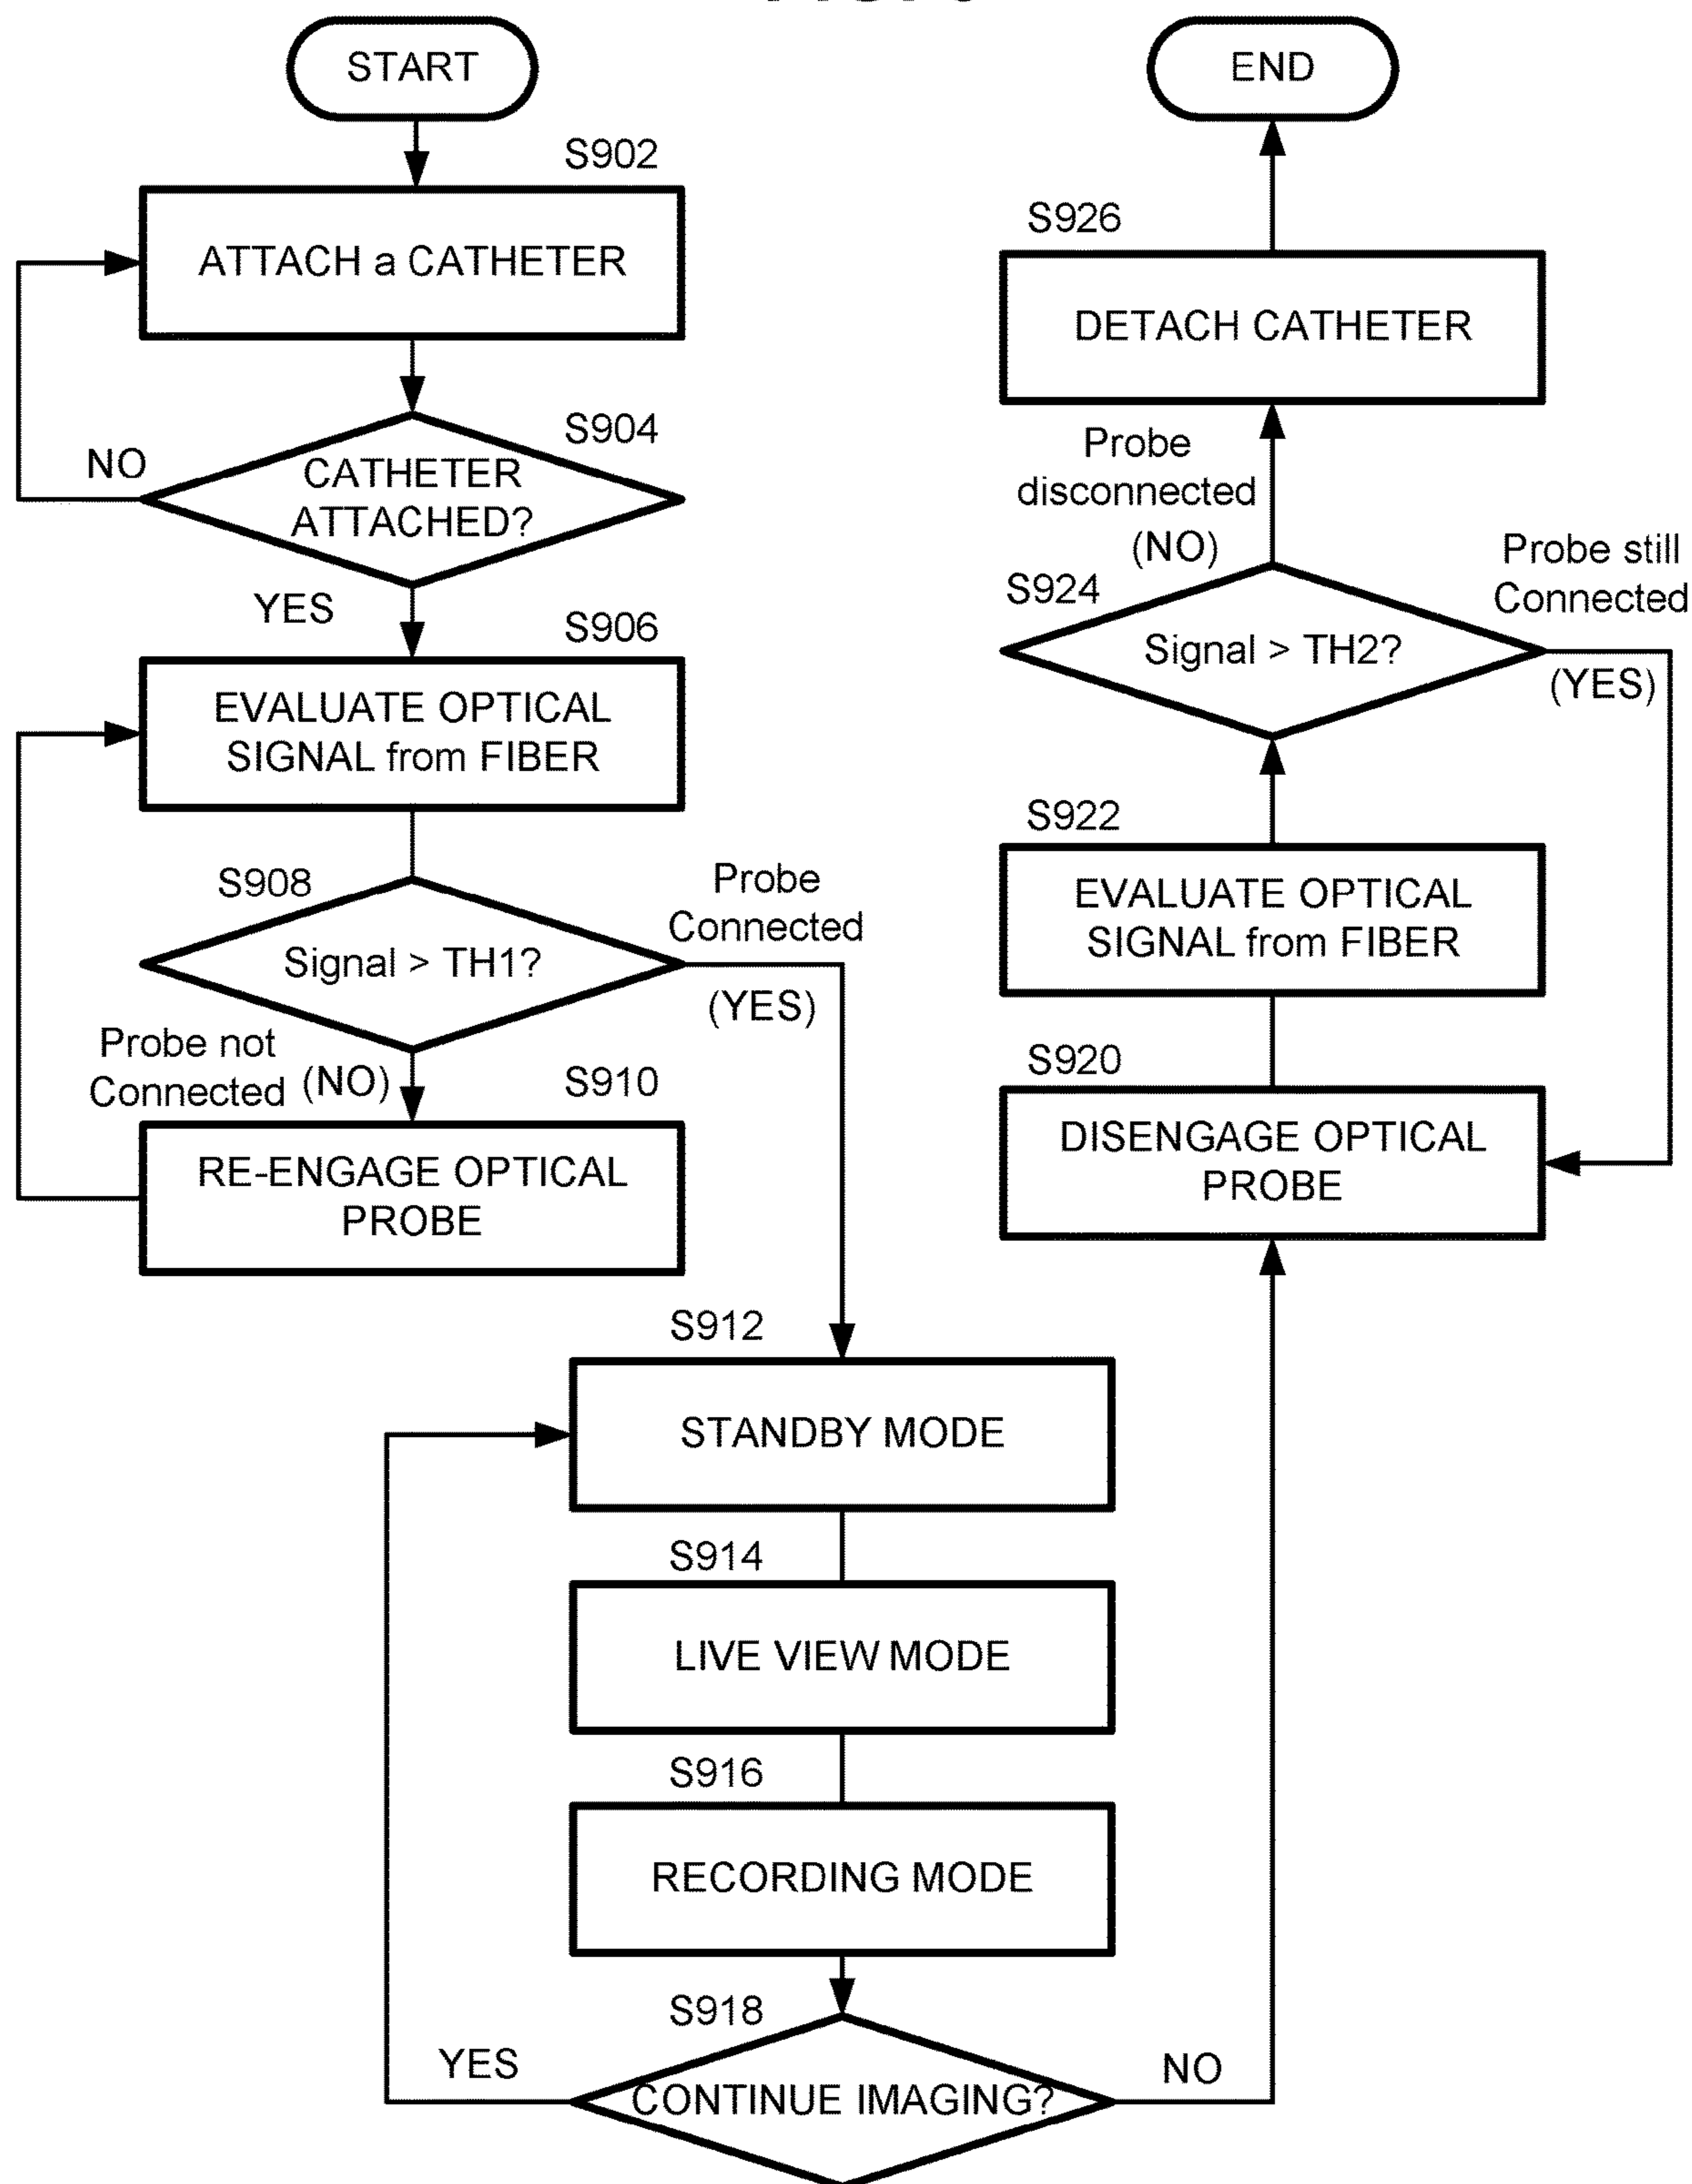 START
S902
ATTACH a CATHETER
S904
NO
CATHETER
ATTACHED?
YES
S906
EVALUATE OPTICAL
SIGNAL from FIBER
S908
Probe
Connected
Signal > TH1?
(YES)
Probe not
Connected (NO)
S910
RE-ENGAGE OPTICAL
PROBE
S912
STANDBY MODE
S914
LIVE VIEW MODE
S916
RECORDING MODE
S918
YES
NO
CONTINUE IMAGING?
END
S926
DETACH CATHETER
Probe
disconnected
(NO)
Probe still
Connected
S924
Signal > TH2?
(YES)
S922
EVALUATE OPTICAL
SIGNAL from FIBER
S920
DISENGAGE OPTICAL
PROBE